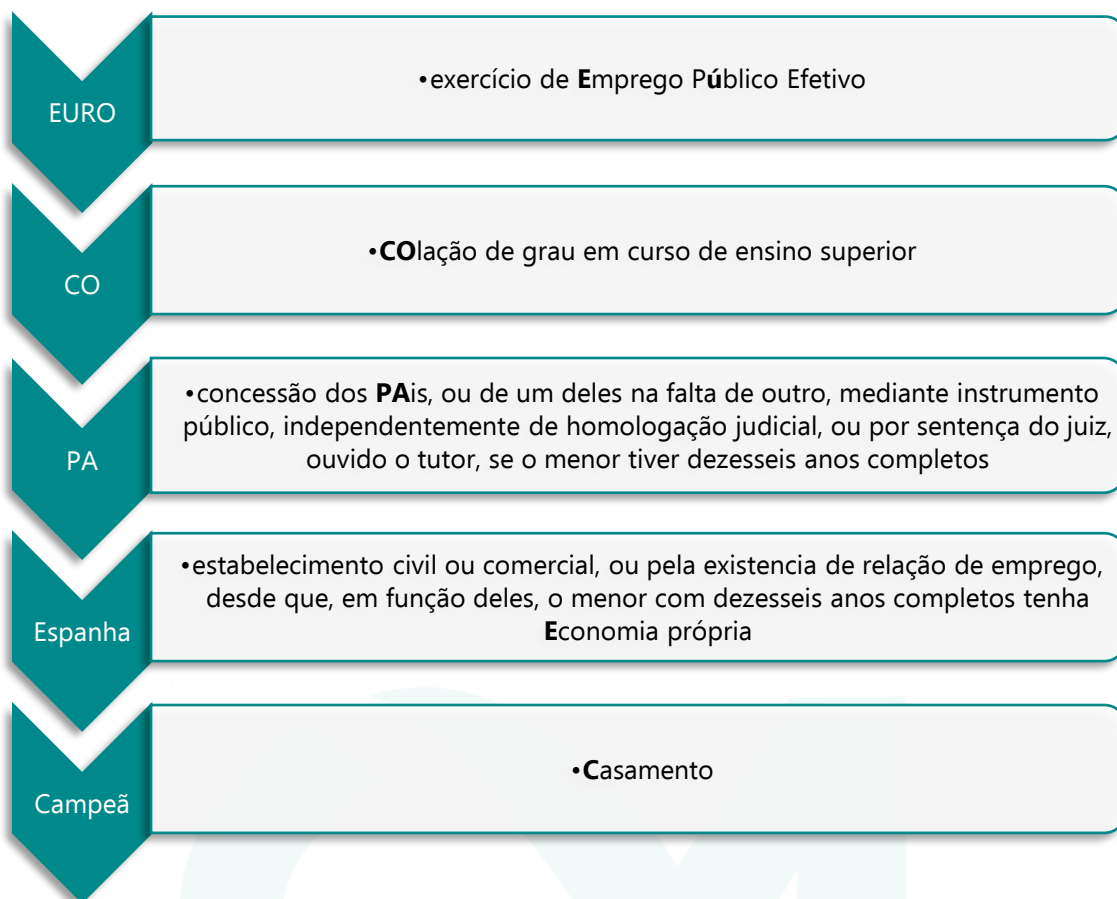 EURO
•exercício de Emprego Público Efetivo
CO
•COlação de grau em curso de ensino superior
PA
•concessão dos PAis, ou de um deles na falta de outro, mediante instrumento
público, independentemente de homologação judicial, ou por sentença do juiz,
ouvido o tutor, se o menor tiver dezesseis anos completos
Espanha
•estabelecimento civil ou comercial, ou pela existencia de relação de emprego,
desde que, em função deles, o menor com dezesseis anos completos tenha
Economia própria
Campeã
•Casamento